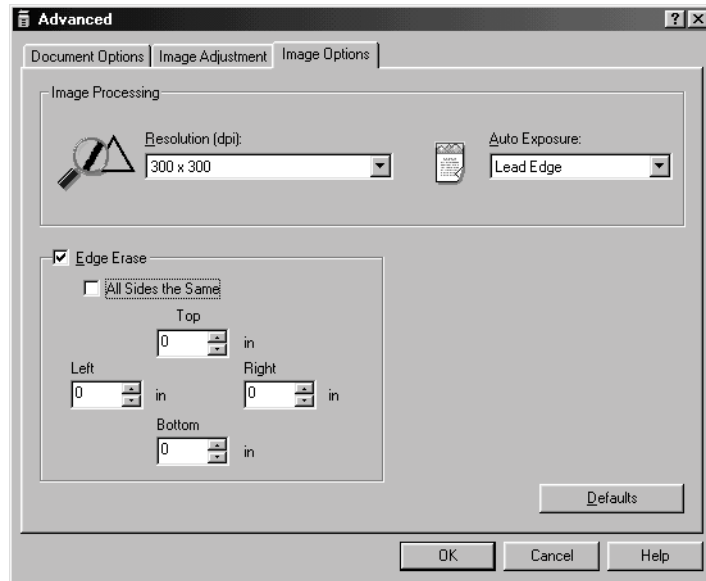 Advanced
Document Options Image Adjustment Image Options
Image Processing
Resolution (dpi): Auto Exposure:
300 x 300 Lead Edge
Edge Erase
All Sides the Same
Top
0 in
Left Right
0 in 0 in
Bottom
0 in
Defaults
OK Cancel Help